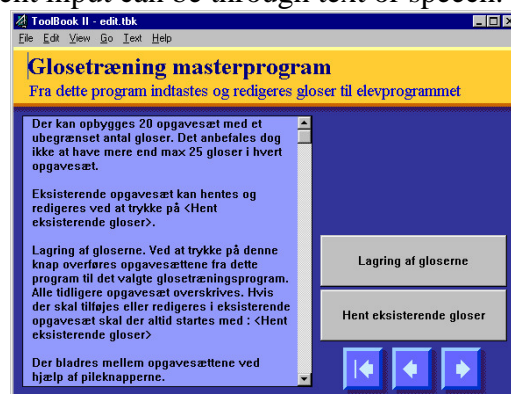 ent input can be through text or speech.
ToolBook II - edit.tbk
File Edit View Go Text Help
Glosetræning masterprogram
Fra dette program indtastes og redigeres gloser til elevprogrammet
Der kan opbygges 20 opgavesæt med et
ubegrænset antal gloser. Det anbefales dog
ikke at have mere end max 25 gloser i hvert
opgavesæt.
Eksisterende opgavesæt kan hentes og
redigeres ved at trykke på <Hent
eksisterende gloser>.
Lagring af gloserne. Ved at trykke på denne
knap overføres opgavesættene fra dette
program til det valgte glosetræningsprogram.
Alle tidligere opgavesæt overskrives. Hvis
der skal tilføjes eller redigeres i eksisterende
opgavesæt skal der altid startes med : <Hent
eksisterende gloser>
Der bladres mellem opgavesættene ved
hjælp af pileknapperne.
Lagring af gloserne
Hent eksisterende gloser